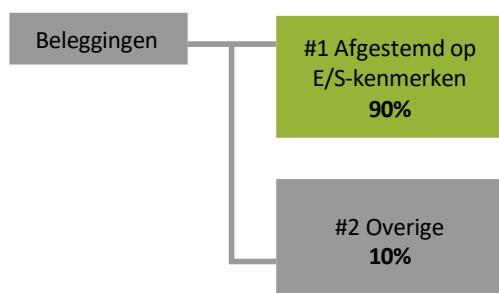 Beleggingen
#1 Afgestemd op
E/S-kenmerken
90%
#2 Overige
10%